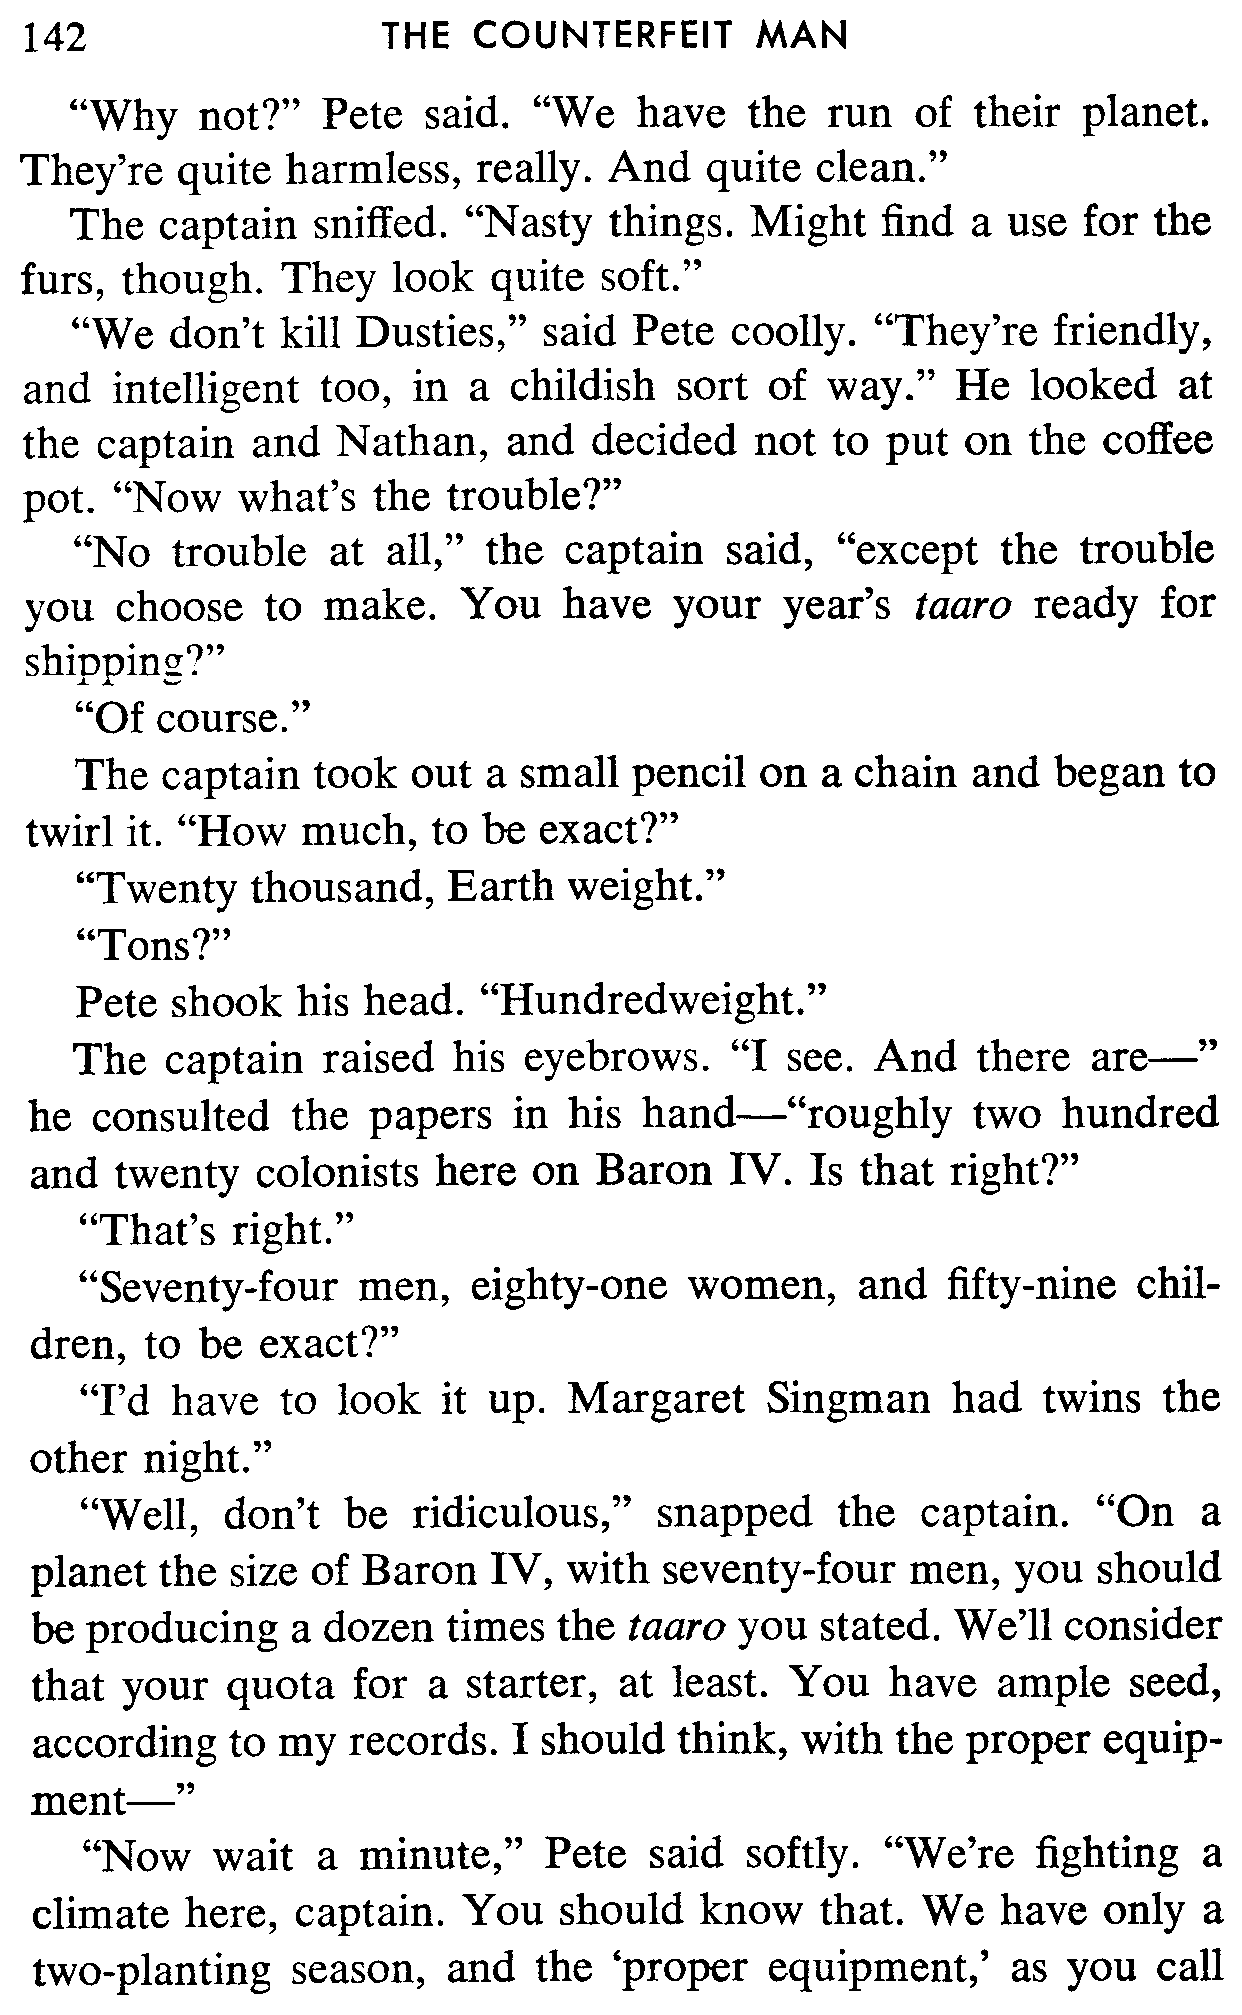 142 THE COUNTERFEIT MAN
“Why not?” Pete said. “We have the run of their planet.
They’re quite harmless, really. And quite clean.”
The captain sniffed. “Nasty things. Might find a use for the
furs, though. They look quite soft.”
“We don’t kill Dusties,” said Pete coolly. “They’re friendly,
and intelligent too, in a childish sort of way.” He looked at
the captain and Nathan, and decided not to put on the coffee
pot. “Now what’s the trouble?”
“No trouble at all,” the captain said, “except the trouble
you choose to make. You have your year’s taaro ready for
shipping?”
“Of course.”
The captain took out a small pencil on a chain and began to
twirl it. “How much, to be exact?”
“Twenty thousand, Earth weight.”
“Tons?”
Pete shook his head. “Hundredweight.”
The captain raised his eyebrows. “I see. And there are—”
he consulted the papers in his hand—“roughly two hundred
and twenty colonists here on Baron IV. Is that right?”
“That’s right.”
“Seventy-four men, eighty-one women, and fifty-nine chil-
dren, to be exact?”
“I’d have to look it up. Margaret Singman had twins the
other night.”
“Well, don’t be ridiculous,” snapped the captain. “On a
planet the size of Baron IV, with seventy-four men, you should
be producing a dozen times the taaro you stated. We’ll consider
that your quota for a starter, at least. You have ample seed,
according to my records. I should think, with the proper equip-
ment—”
“Now wait a minute,” Pete said softly. “We’re fighting a
climate here, captain. You should know that. We have only a
two-planting season, and the ‘proper equipment,’ as you call